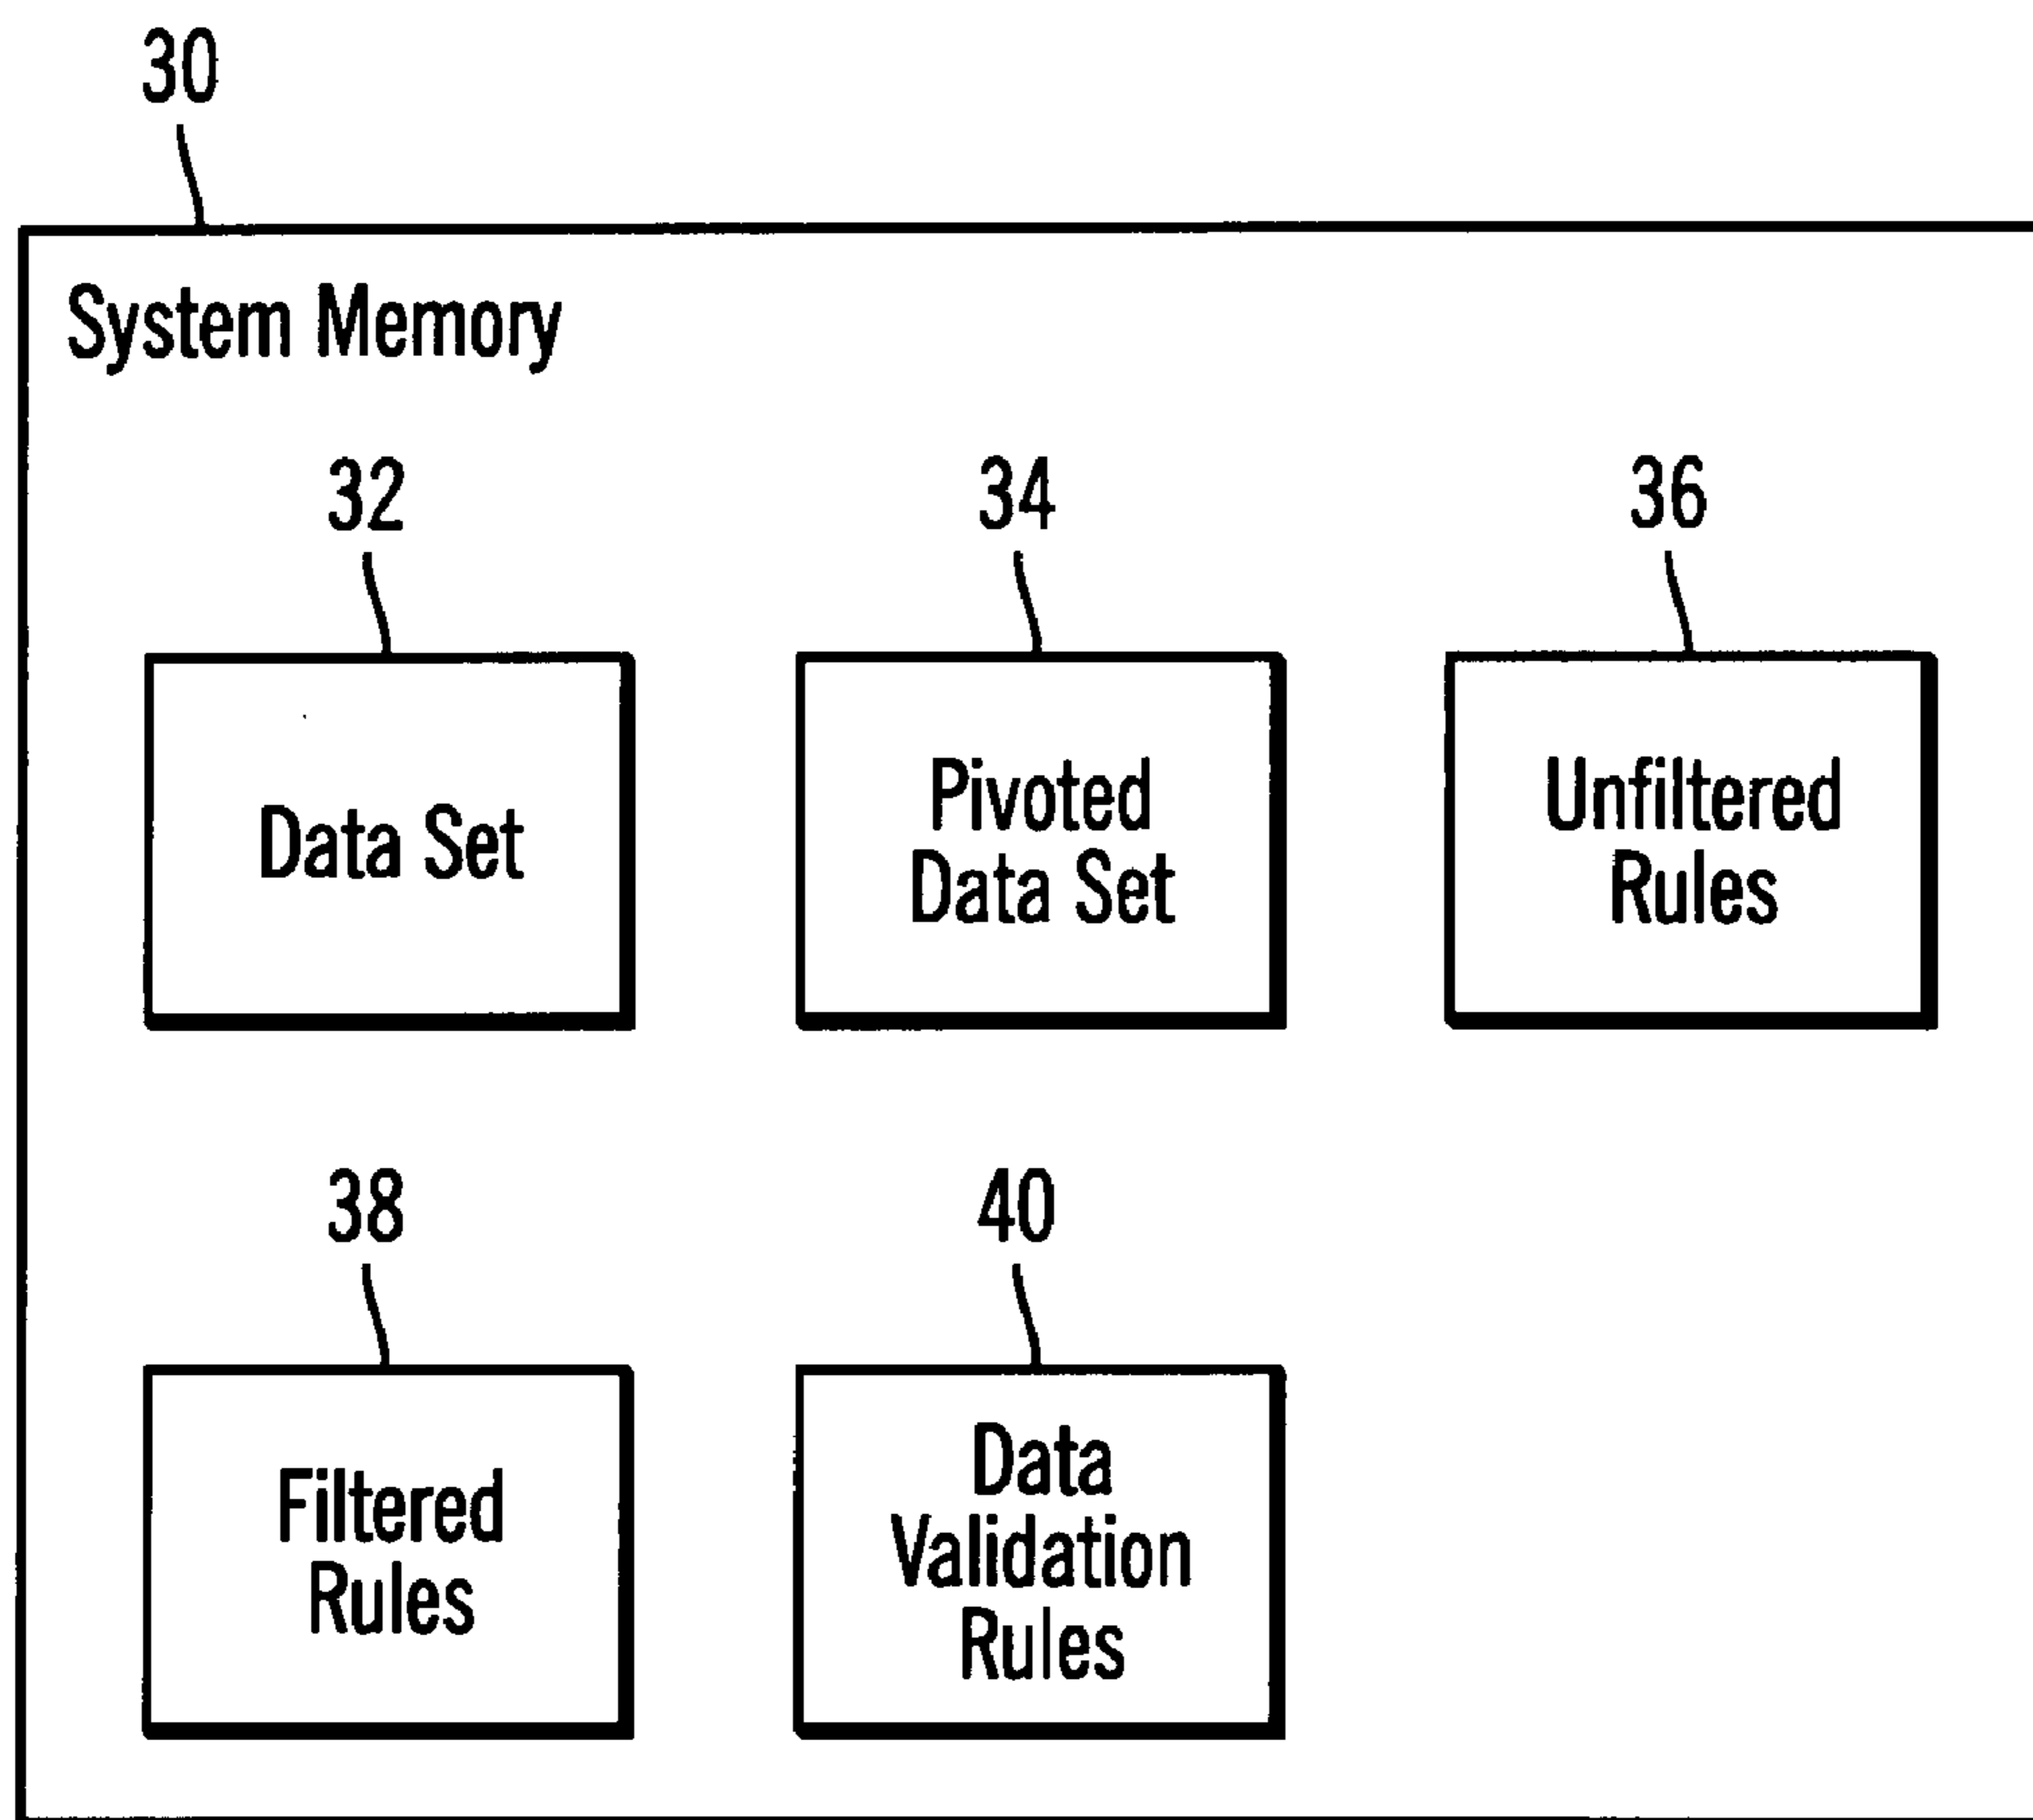 30
System Memory
32
34
36
Data Set
Pivoted
Data Set
Unfiltered
Rules
38
40
Filtered
Rules
Data
Validation
Rules